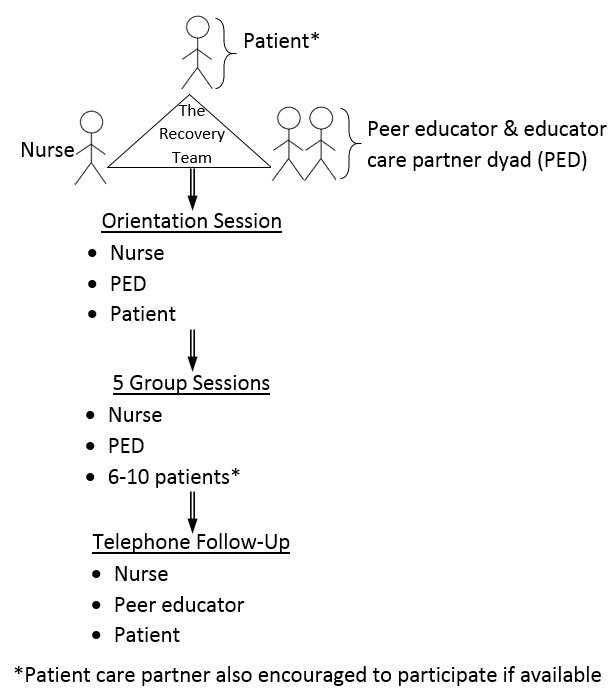 Patient*
The
Recovery
Team
Nurse
Peer educator & educator
care partner dyad (PED)
Orientation Session
• Nurse
• PED
• Patient
5 Group Sessions
• Nurse
• PED
• 6-10 patients*
Telephone Follow-Up
• Nurse
• Peer educator
• Patient
*Patient care partner also encouraged to participate if available